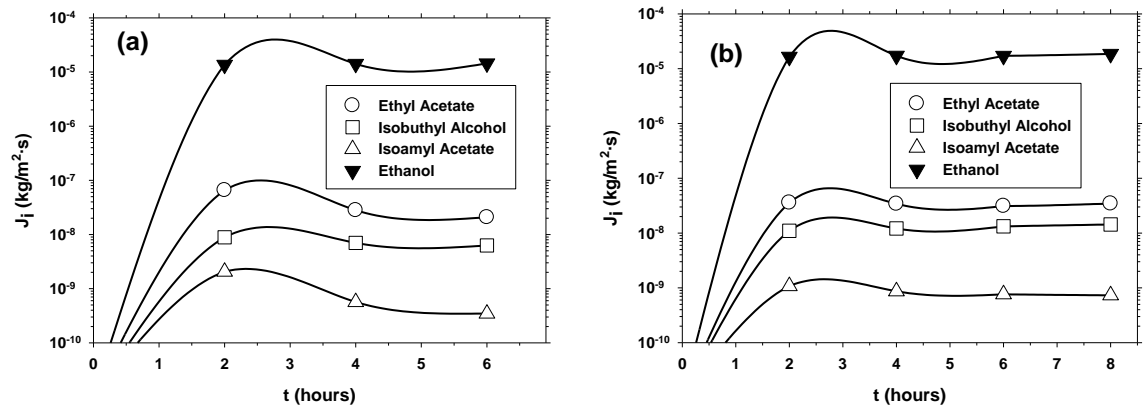 (a)
10⁻⁴
10⁻⁵
10⁻⁶
10⁻⁷
10⁻⁸
10⁻⁹
10⁻¹⁰
Jᵢ (kg/m²·s)
Ethyl Acetate
Isobuthyl Alcohol
Isoamyl Acetate
Ethanol
0 1 2 3 4 5 6
t (hours)
(b)
10⁻⁴
10⁻⁵
10⁻⁶
10⁻⁷
10⁻⁸
10⁻⁹
10⁻¹⁰
Jᵢ (kg/m²·s)
Ethyl Acetate
Isobuthyl Alcohol
Isoamyl Acetate
Ethanol
0 1 2 3 4 5 6 7 8
t (hours)